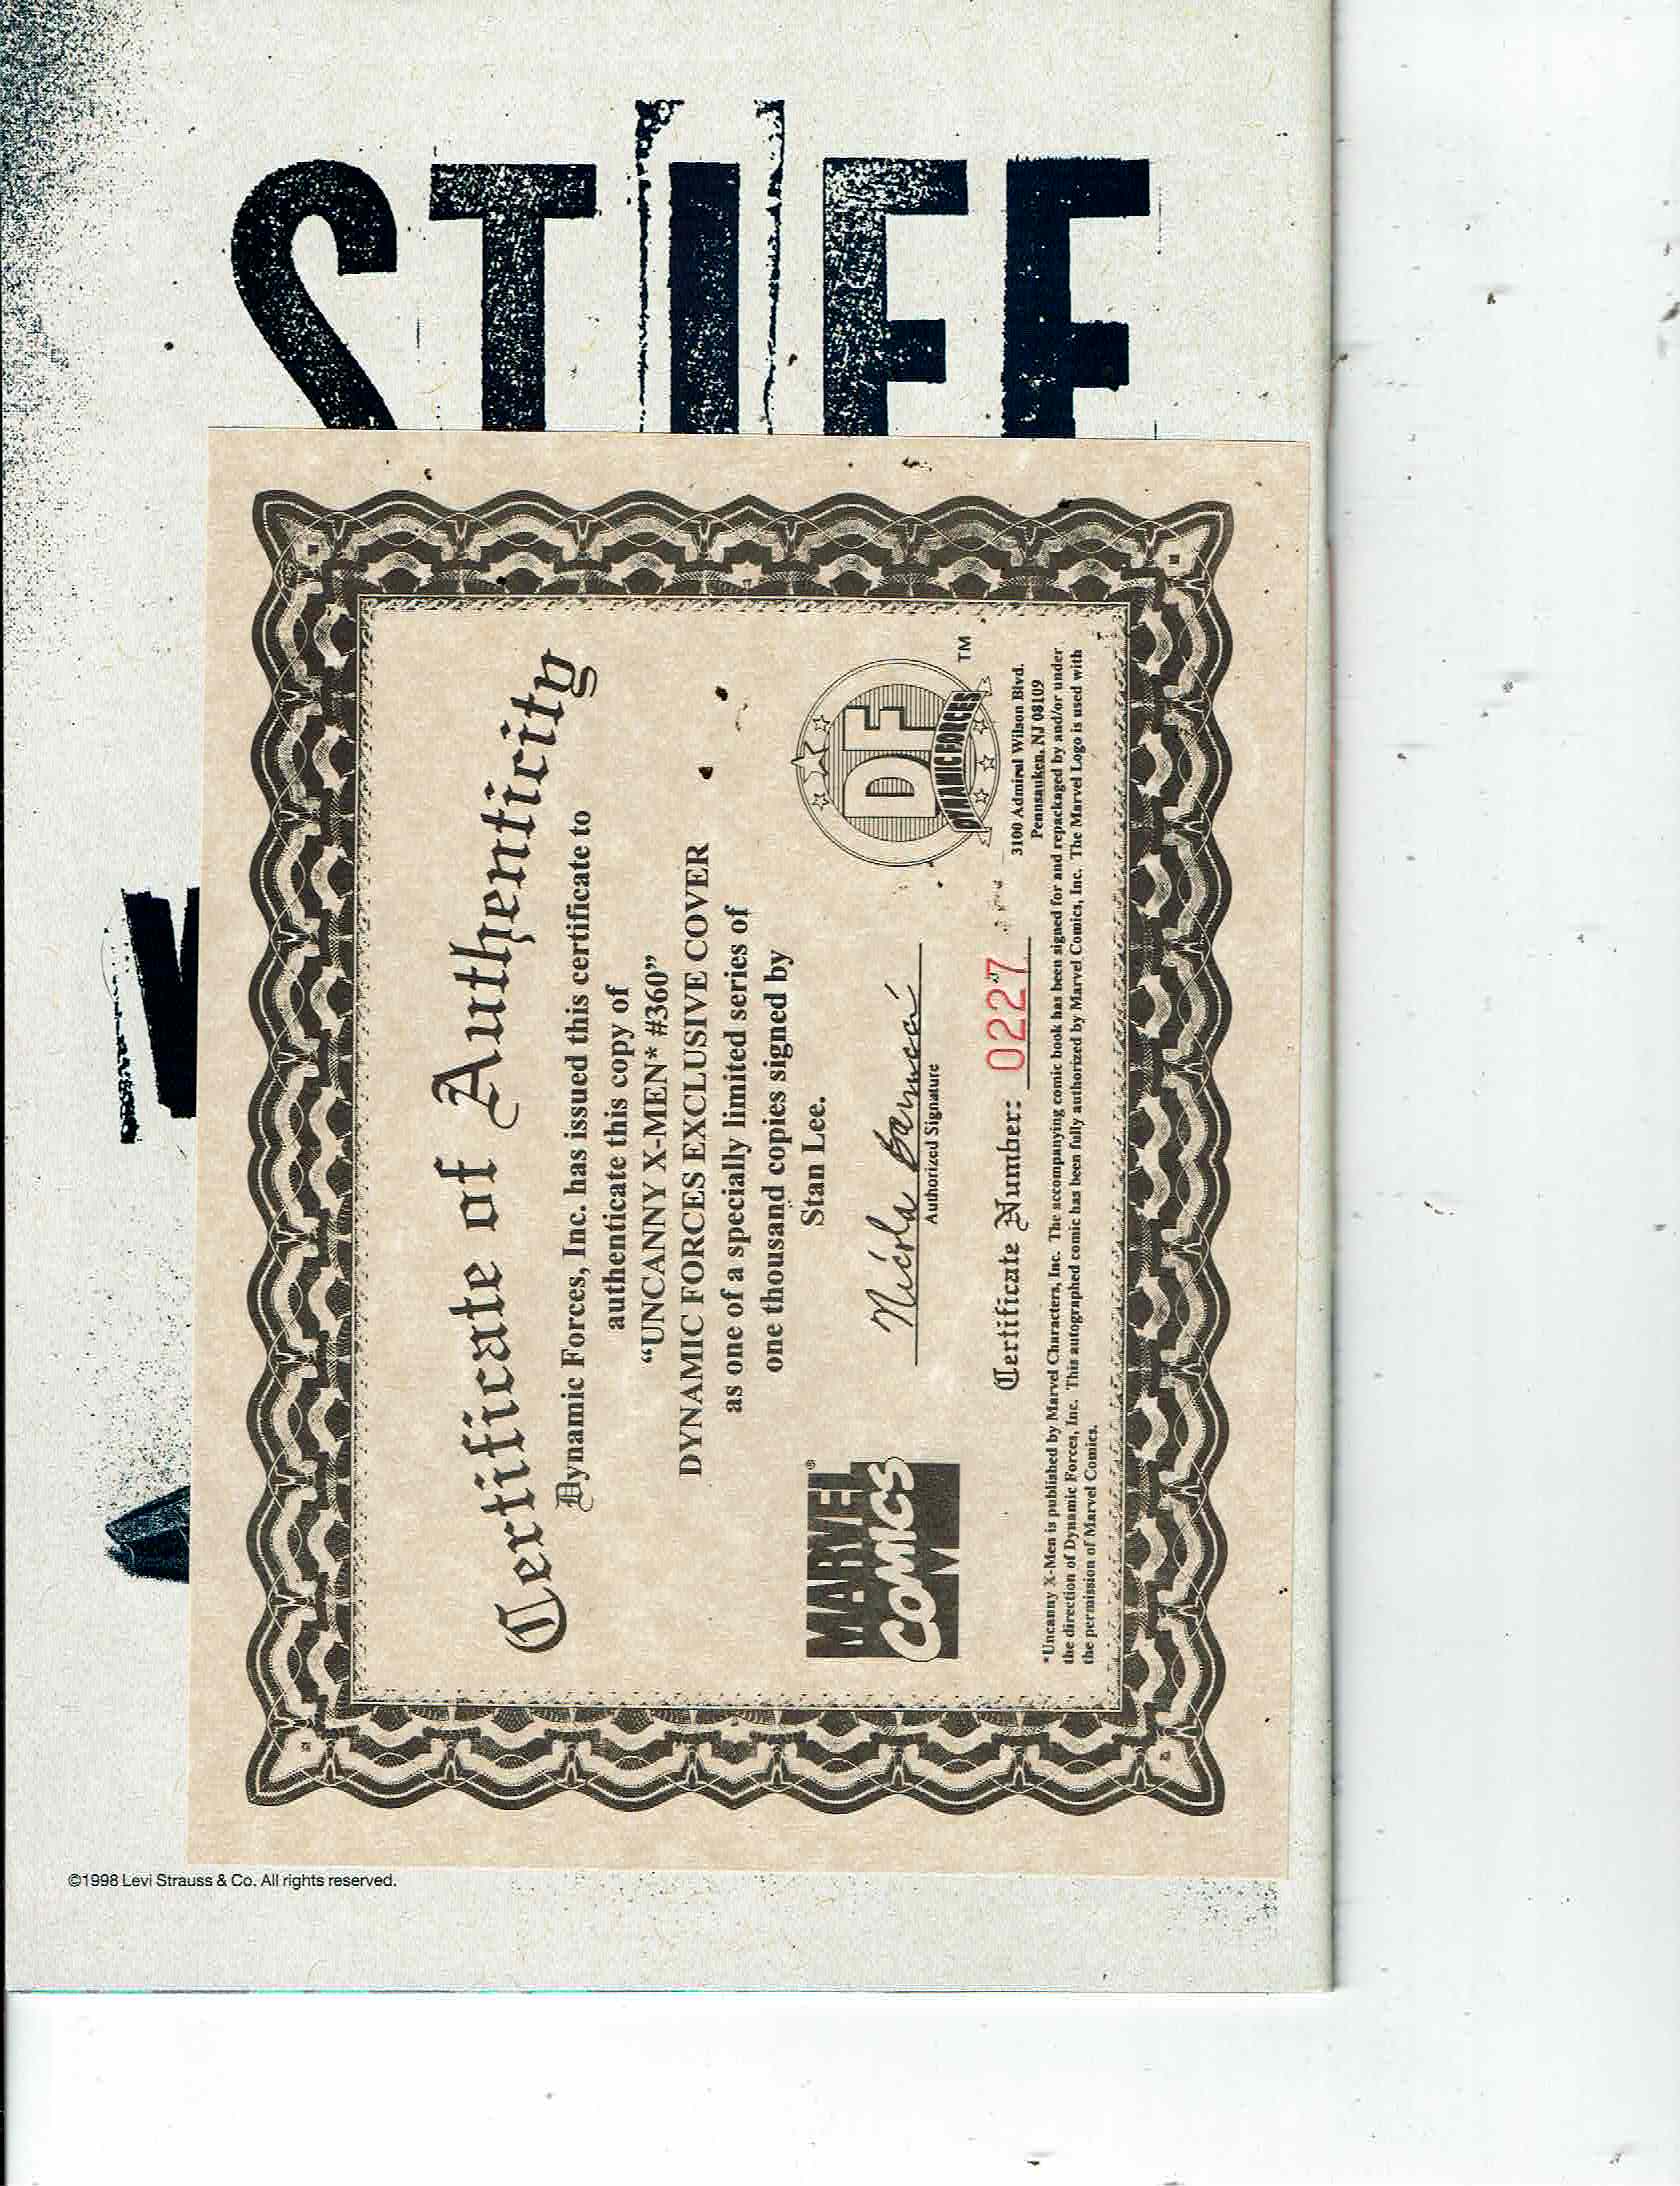 STIFF
Certificate of Authenticity
Dynamic Forces, Inc. has issued this certificate to
authenticate this copy of
“UNCANNY X-MEN* #360”
DYNAMIC FORCES EXCLUSIVE COVER
as one of a specially limited series of
one thousand copies signed by
Stan Lee.
MARVEL
COMICS
®
Authorized Signature
DF
DYNAMIC FORCES
TM
Certificate Number: 0227
3100 Admiral Wilson Blvd.
Pennsauken, NJ 08109
*Uncanny X-Men is published by Marvel Characters, Inc. The accompanying comic book has been signed for and repackaged by and/or under
the direction of Dynamic Forces, Inc. This autographed comic has been fully authorized by Marvel Comics, Inc. The Marvel Logo is used with
the permission of Marvel Comics.
©1998 Levi Strauss & Co. All rights reserved.